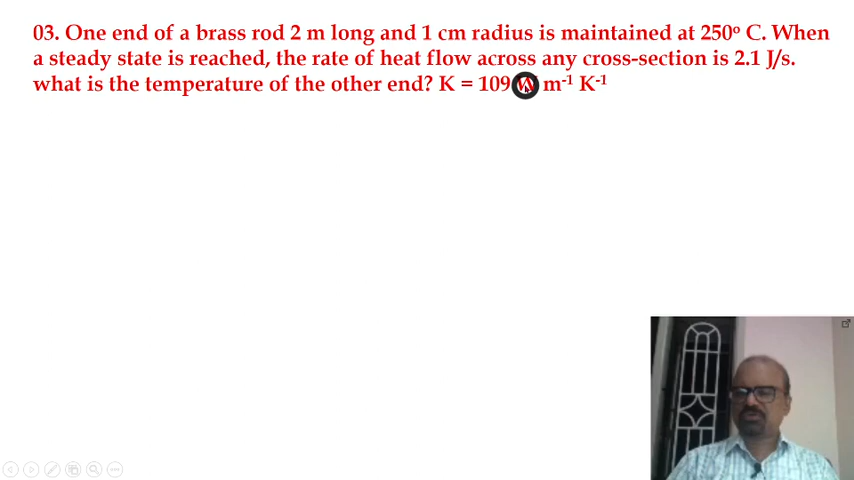 03. One end of a brass rod 2 m long and 1 cm radius is maintained at 250º C. When
a steady state is reached, the rate of heat flow across any cross-section is 2.1 J/s.
what is the temperature of the other end? K = 109 W m⁻¹ K⁻¹